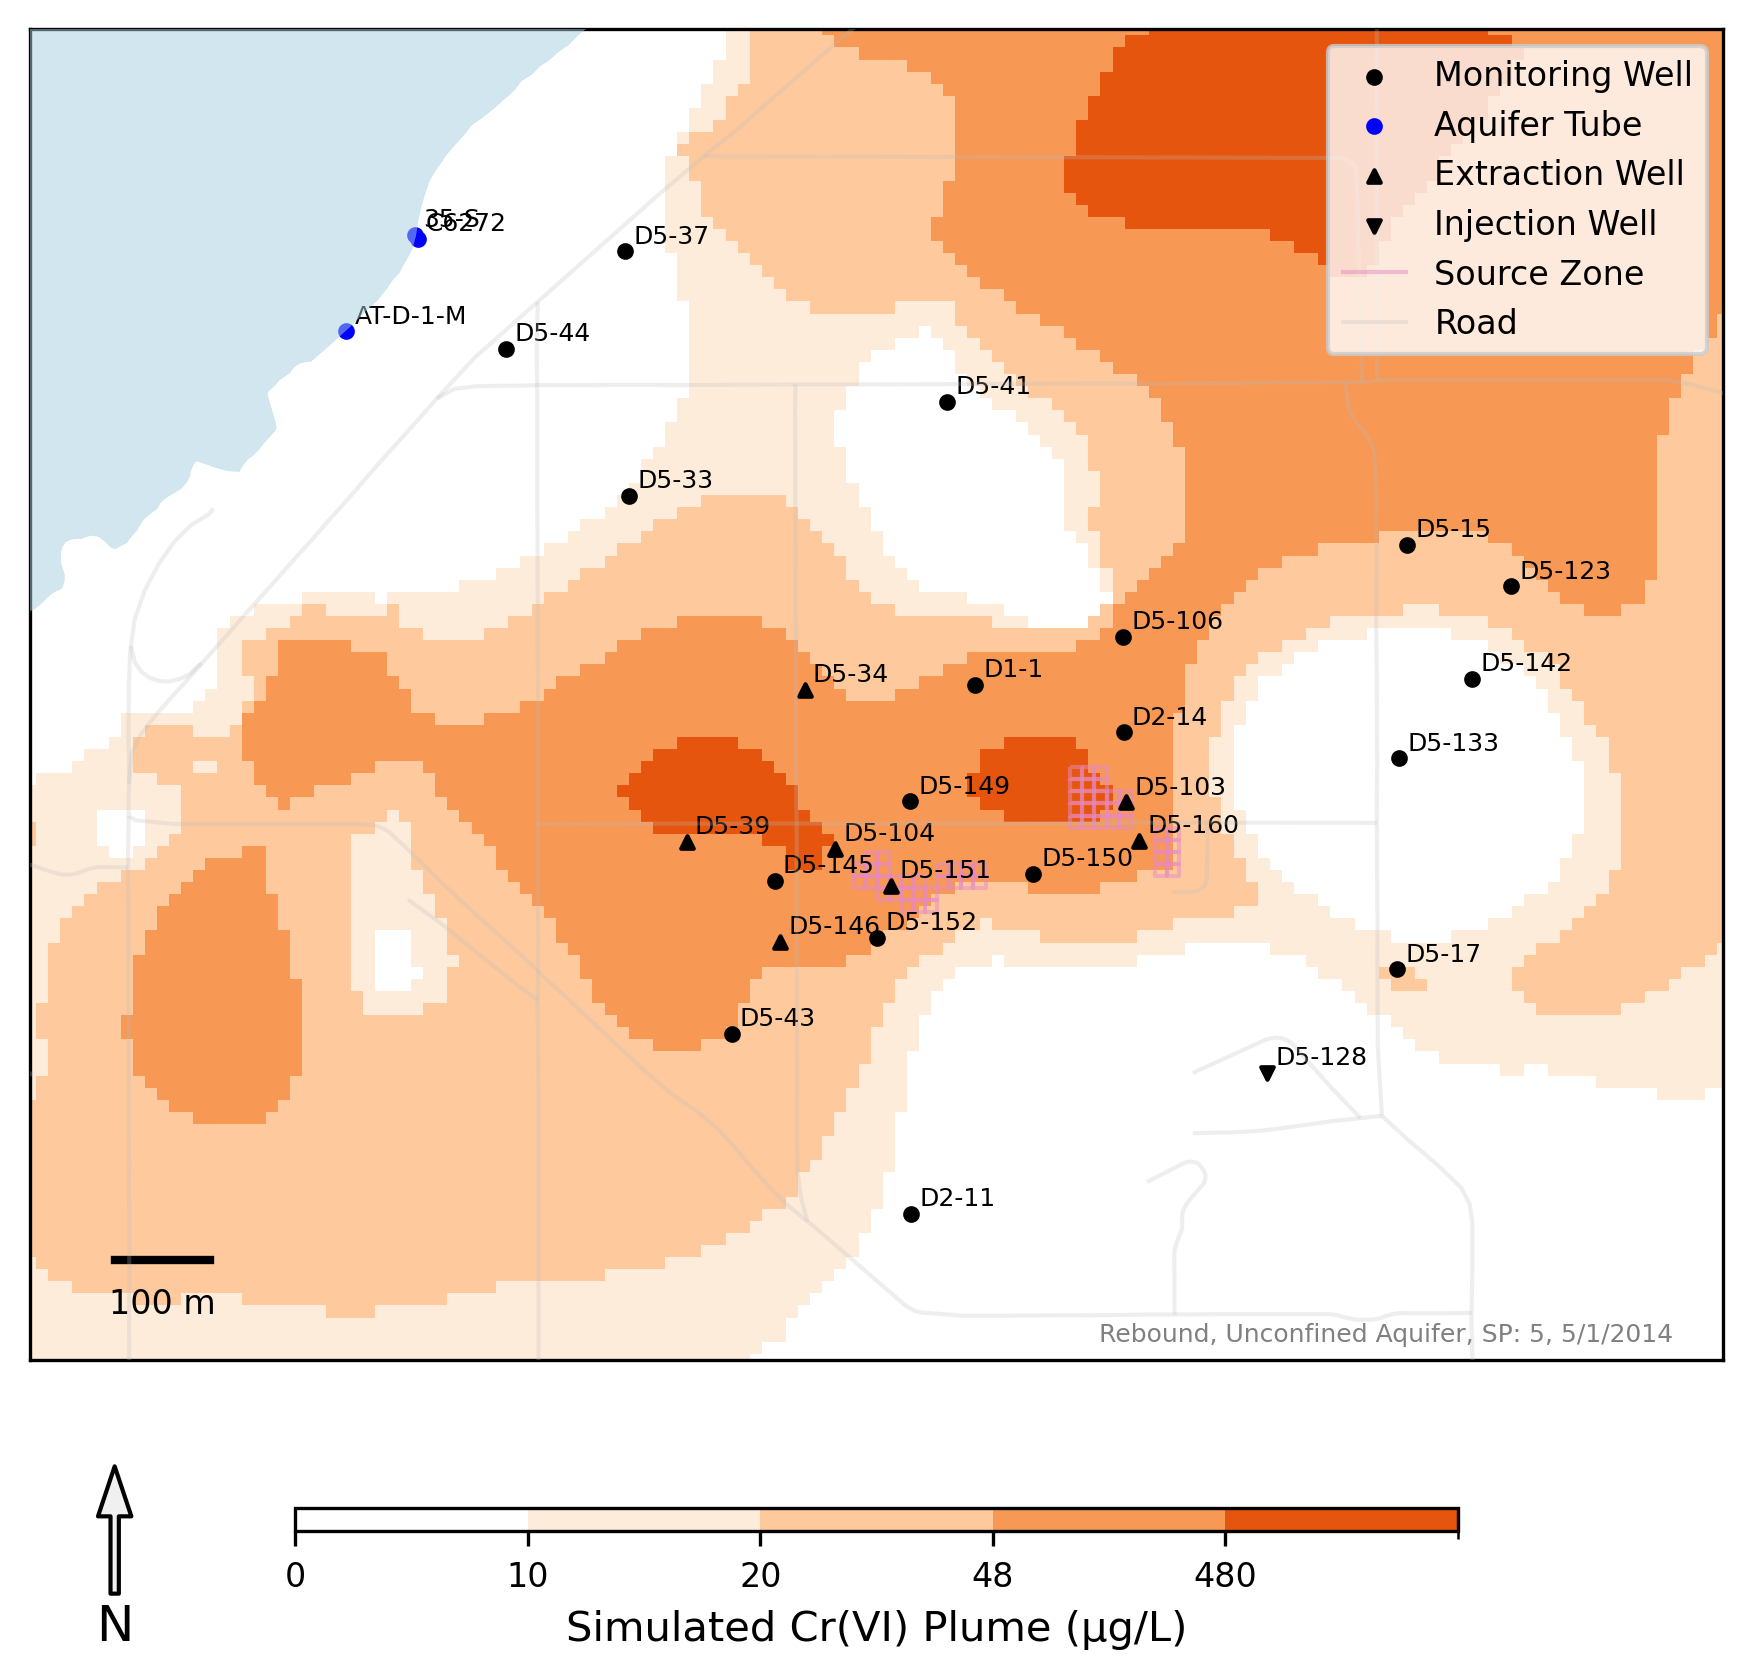 Monitoring Well
Aquifer Tube
Extraction Well
Injection Well
Source Zone
Road
35-S
C6272
D5-37
AT-D-1-M
D5-44
D5-41
D5-33
D5-15
D5-123
D5-106
D5-142
D1-1
D5-34
D2-14
D5-133
D5-149
D5-103
D5-39
D5-104
D5-160
D5-145
D5-151
D5-150
D5-146
D5-152
D5-17
D5-43
D5-128
D2-11
100 m
Rebound, Unconfined Aquifer, SP: 5, 5/1/2014
0 10 20 48 480
Simulated Cr(VI) Plume (μg/L)
N